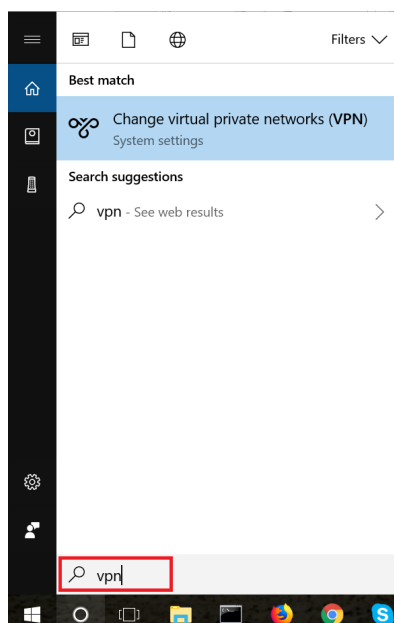 Filters
Best match
Change virtual private networks (VPN)
System settings
Search suggestions
vpn - See web results
vpn